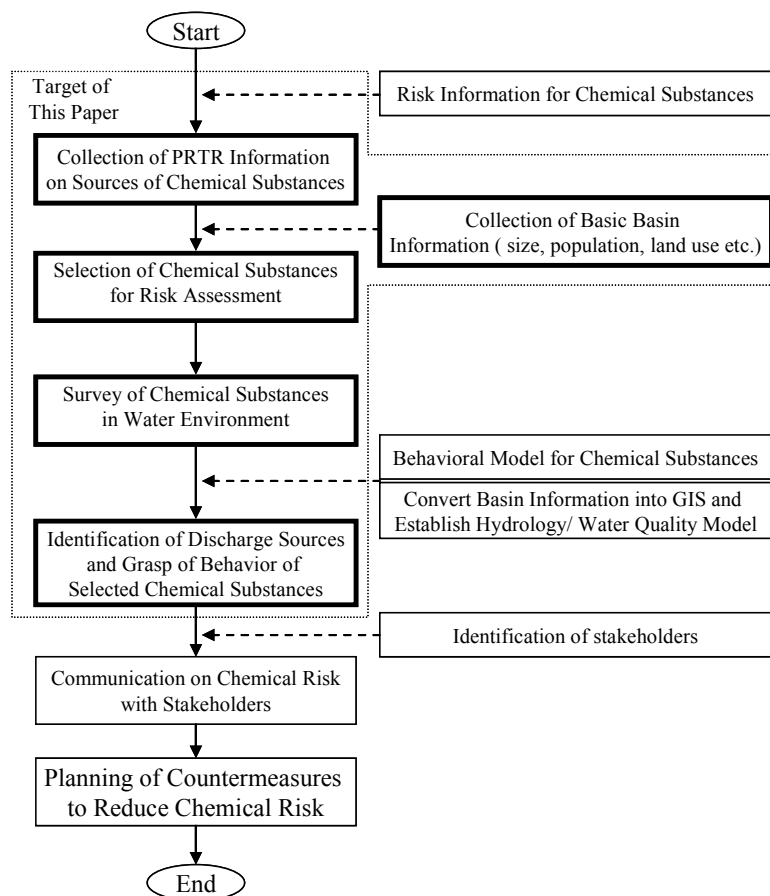 Start
Target of
This Paper
Risk Information for Chemical Substances
Collection of PRTR Information
on Sources of Chemical Substances
Collection of Basic Basin
Information ( size, population, land use etc.)
Selection of Chemical Substances
for Risk Assessment
Survey of Chemical Substances
in Water Environment
Behavioral Model for Chemical Substances
Convert Basin Information into GIS and
Establish Hydrology/ Water Quality Model
Identification of Discharge Sources
and Grasp of Behavior of
Selected Chemical Substances
Identification of stakeholders
Communication on Chemical Risk
with Stakeholders
Planning of Countermeasures
to Reduce Chemical Risk
End